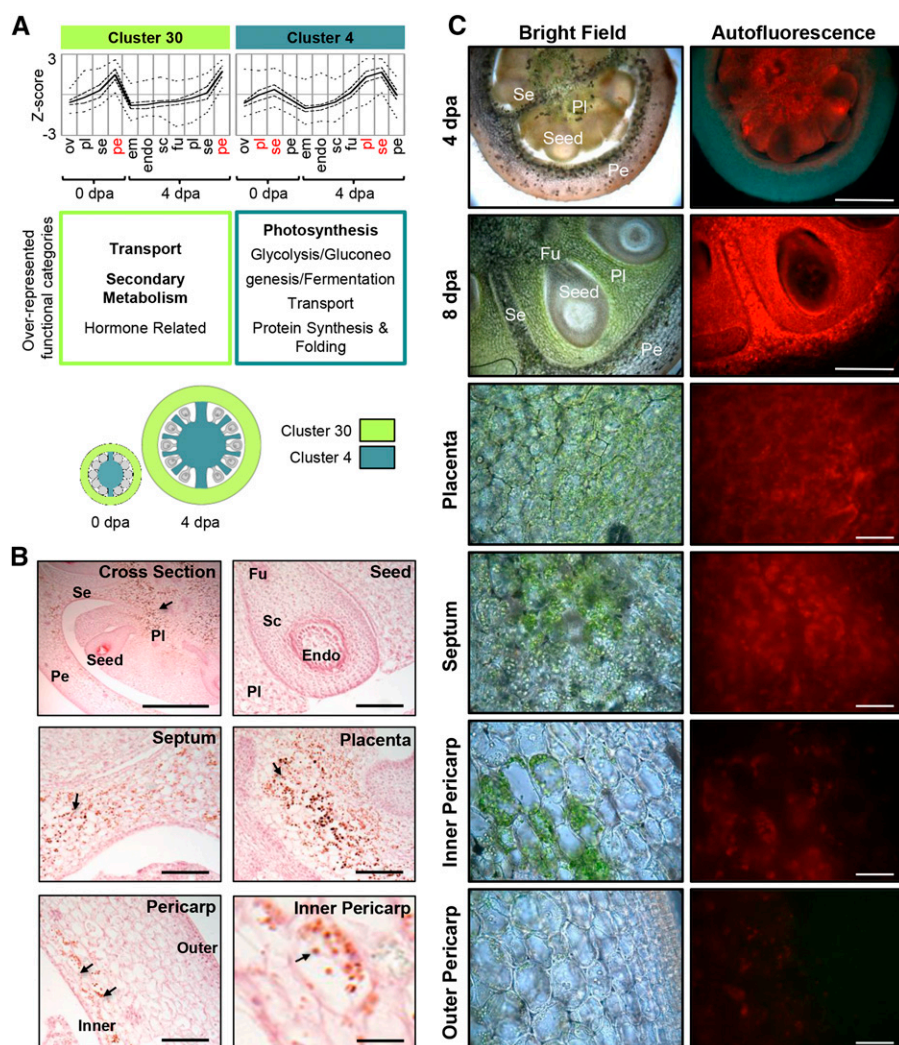 A
Cluster 30
Cluster 4
Z-score
3
-3
ov
pl
se
pe
em
endo
sc
fu
pl
se
pe
ov
pl
se
pe
em
endo
sc
fu
pl
se
pe
0 dpa
4 dpa
0 dpa
4 dpa
Over-represented
functional categories
Transport
Secondary
Metabolism
Hormone Related
Photosynthesis
Glycolysis/Gluconeo
genesis/Fermentation
Transport
Protein Synthesis &
Folding
Cluster 30
Cluster 4
0 dpa
4 dpa
B
Cross Section
Se
Pl
Seed
Pe
Seed
Fu
Sc
Endo
Pl
Septum
Placenta
Pericarp
Outer
Inner
Inner Pericarp
C
Bright Field
Autofluorescence
4 dpa
Se
Pl
Seed
Pe
8 dpa
Fu
Pl
Seed
Se
Pe
Placenta
Septum
Inner Pericarp
Outer Pericarp